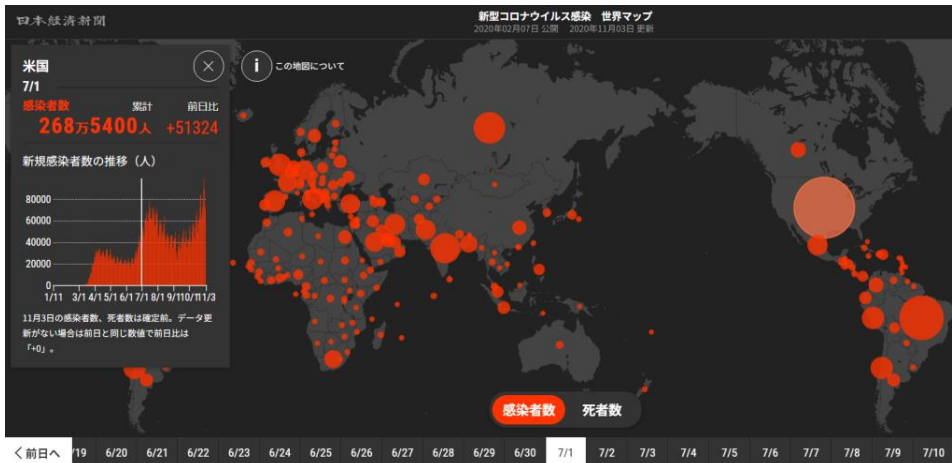 日本経済新聞
新型コロナウイルス感染 世界マップ
2020年02月07日 公開 2020年11月03日 更新
米国
7/1
i この地図について
感染者数 累計 前日比
268万5400人 +51324
新規感染者数の推移（人）
80000
60000
40000
20000
0
1/11 3/1 4/1 5/1 6/1 7/1 8/1 9/1 10/1 11/3
11月3日の感染者数、死者数は確定前。データ更
新がない場合は前日と同じ数値で前日比は
「+0」。
感染者数 死者数
<前日へ /19 6/20 6/21 6/22 6/23 6/24 6/25 6/26 6/27 6/28 6/29 6/30 7/1 7/2 7/3 7/4 7/5 7/6 7/7 7/8 7/9 7/10